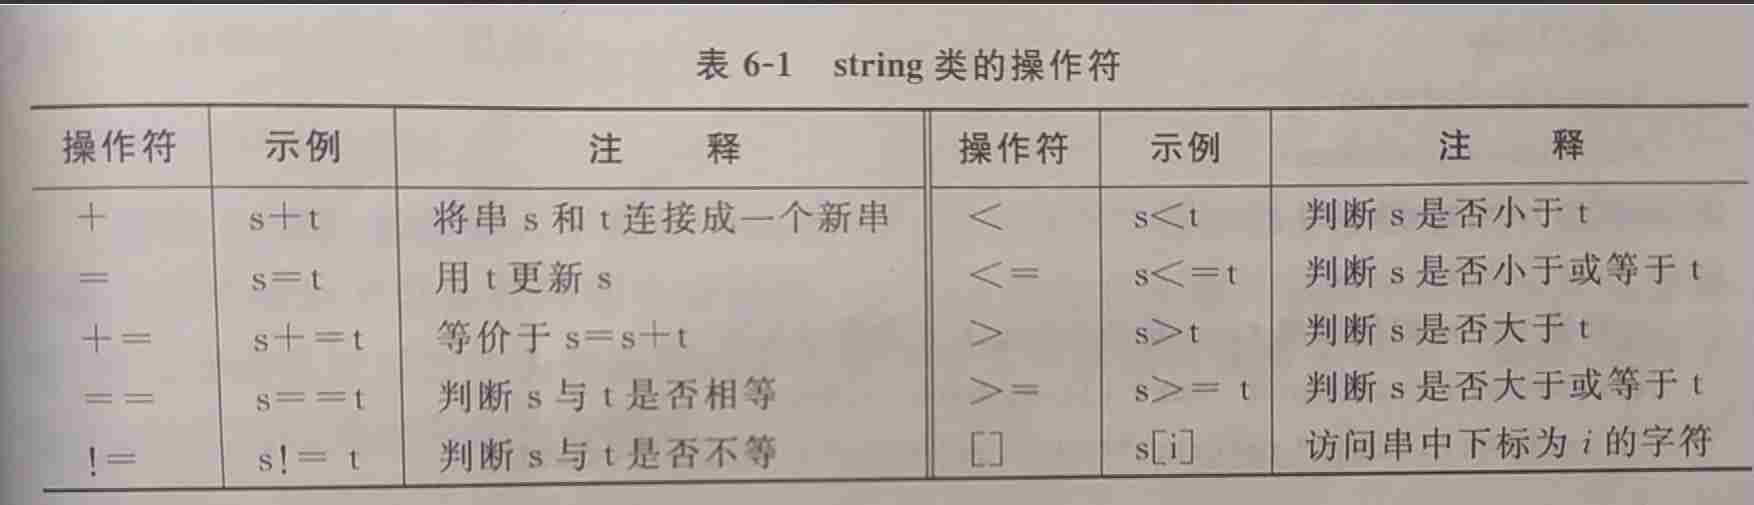 表 6-1 string 类的操作符
操作符 示例 注 释 操作符 示例 注 释
+ s+t 将串 s 和 t 连接成一个新串 < s<t 判断 s 是否小于 t
= s=t 用 t 更新 s <= s<=t 判断 s 是否小于或等于 t
+= s+=t 等价于 s=s+t > s>t 判断 s 是否大于 t
== s==t 判断 s 与 t 是否相等 >= s>= t 判断 s 是否大于或等于 t
!= s!= t 判断 s 与 t 是否不等 [] s[i] 访问串中下标为 i 的字符